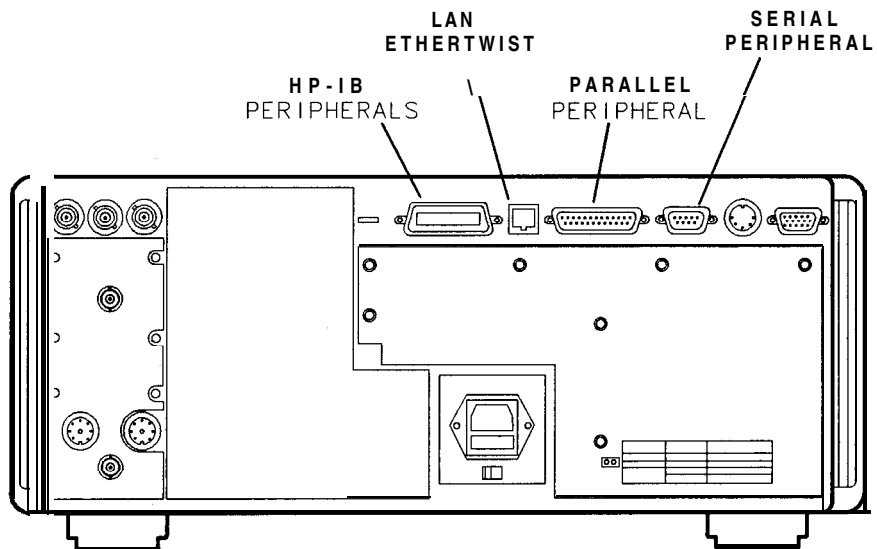 LAN
ETHERTWIST
SERIAL
PERIPHERAL
HP-IB
PERIPHERALS
PARALLEL
PERIPHERAL